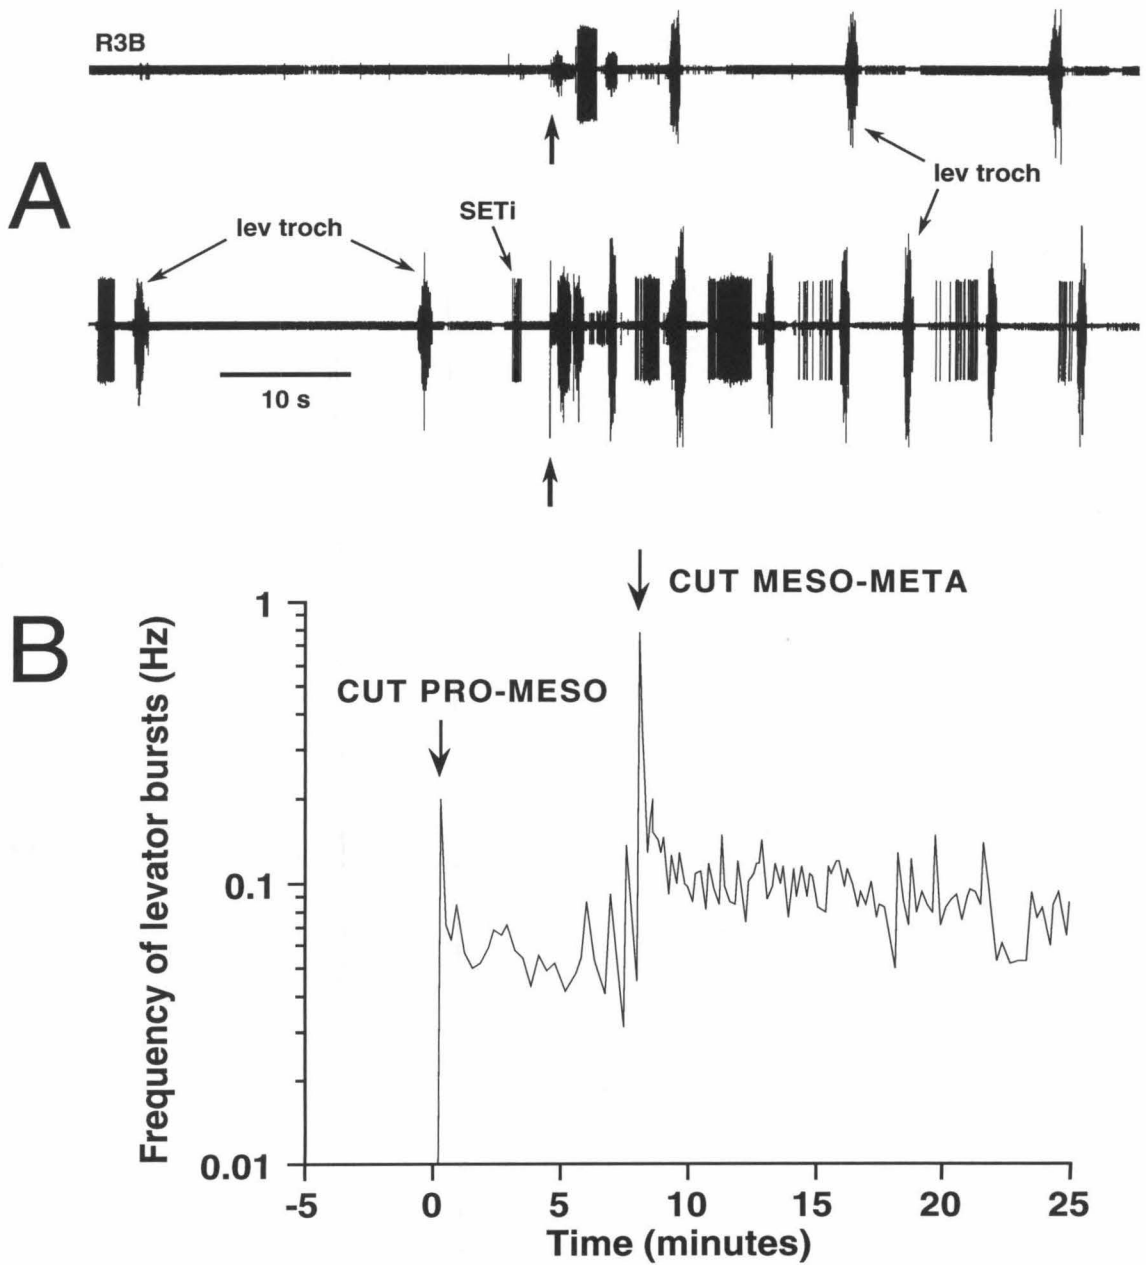 R3B
A
lev troch
SETi
lev troch
10 s
CUT MESO-META
B
1
CUT PRO-MESO
Frequency of levator bursts (Hz)
0.1
0.01
-5 0 5 10 15 20 25
Time (minutes)